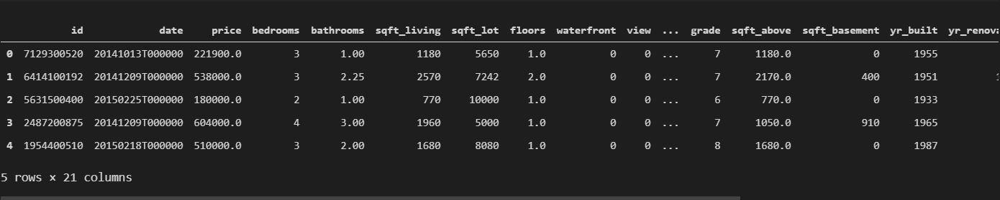 id date price bedrooms bathrooms sqft_living sqft_lot floors waterfront view ... grade sqft_above sqft_basement yr_built
0 7129300520 20141013T000000 221900.0 3 1.00 1180 5650 1.0 0 0 ... 7 1180.0 0 1955
1 6414100192 20141209T000000 538000.0 3 2.25 2570 7242 2.0 0 0 ... 7 2170.0 400 1951
2 5631500400 20150225T000000 180000.0 2 1.00 770 10000 1.0 0 0 ... 6 770.0 0 1933
3 2487200875 20141209T000000 604000.0 4 3.00 1960 5000 1.0 0 0 ... 7 1050.0 910 1965
4 1954400510 20150218T000000 510000.0 3 2.00 1680 8080 1.0 0 0 ... 8 1680.0 0 1987
5 rows × 21 columns